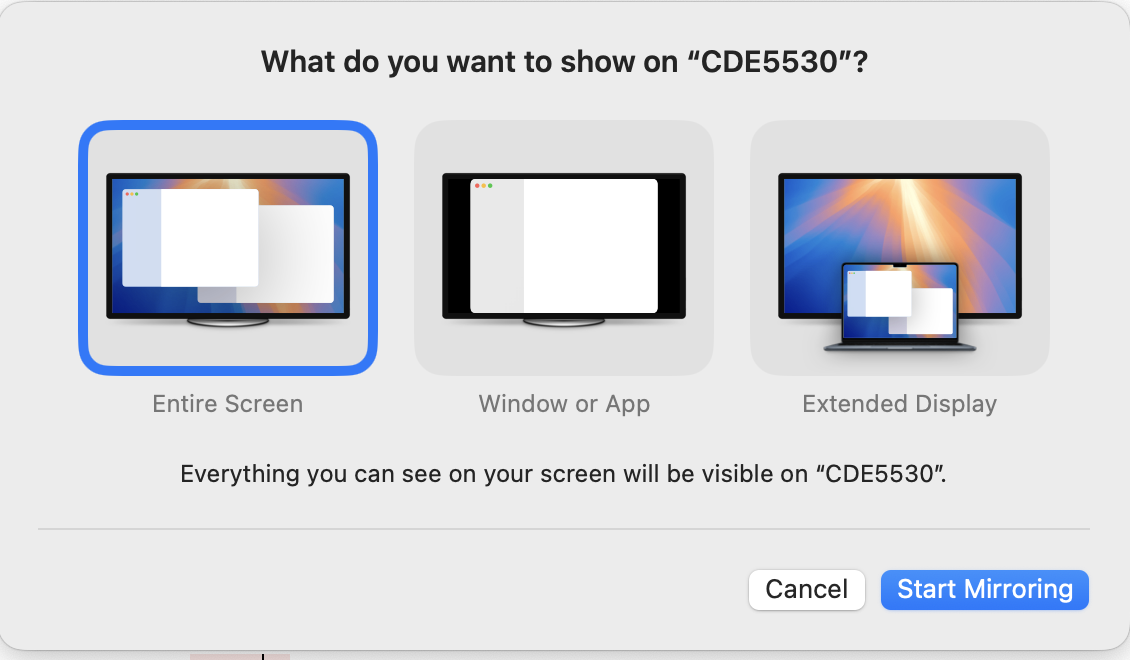 What do you want to show on “CDE5530”?
Entire Screen
Window or App
Extended Display
Everything you can see on your screen will be visible on “CDE5530”.
Cancel
Start Mirroring